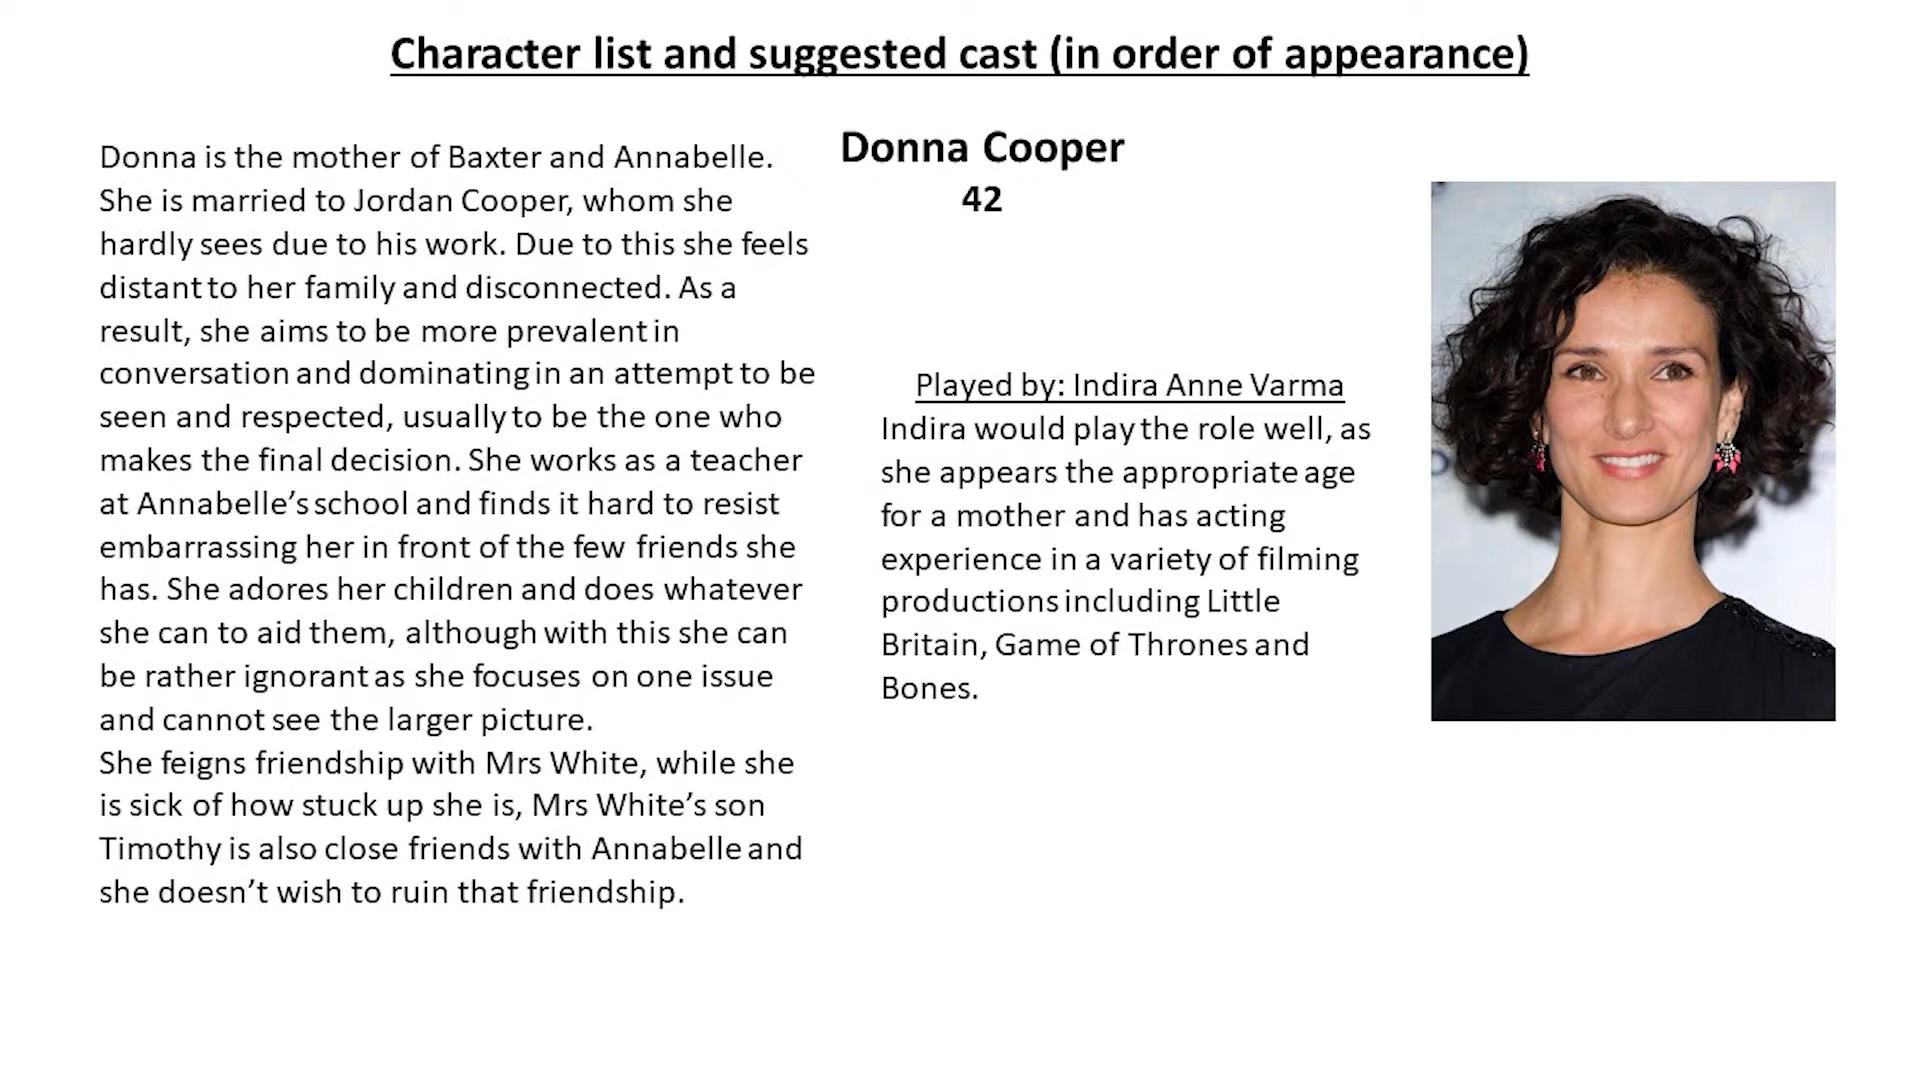 Character list and suggested cast (in order of appearance)
Donna is the mother of Baxter and Annabelle.
She is married to Jordan Cooper, whom she
hardly sees due to his work. Due to this she feels
distant to her family and disconnected. As a
result, she aims to be more prevalent in
conversation and dominating in an attempt to be
seen and respected, usually to be the one who
makes the final decision. She works as a teacher
at Annabelle’s school and finds it hard to resist
embarrassing her in front of the few friends she
has. She adores her children and does whatever
she can to aid them, although with this she can
be rather ignorant as she focuses on one issue
and cannot see the larger picture.
She feigns friendship with Mrs White, while she
is sick of how stuck up she is, Mrs White’s son
Timothy is also close friends with Annabelle and
she doesn’t wish to ruin that friendship.
Donna Cooper
42
Played by: Indira Anne Varma
Indira would play the role well, as
she appears the appropriate age
for a mother and has acting
experience in a variety of filming
productions including Little
Britain, Game of Thrones and
Bones.